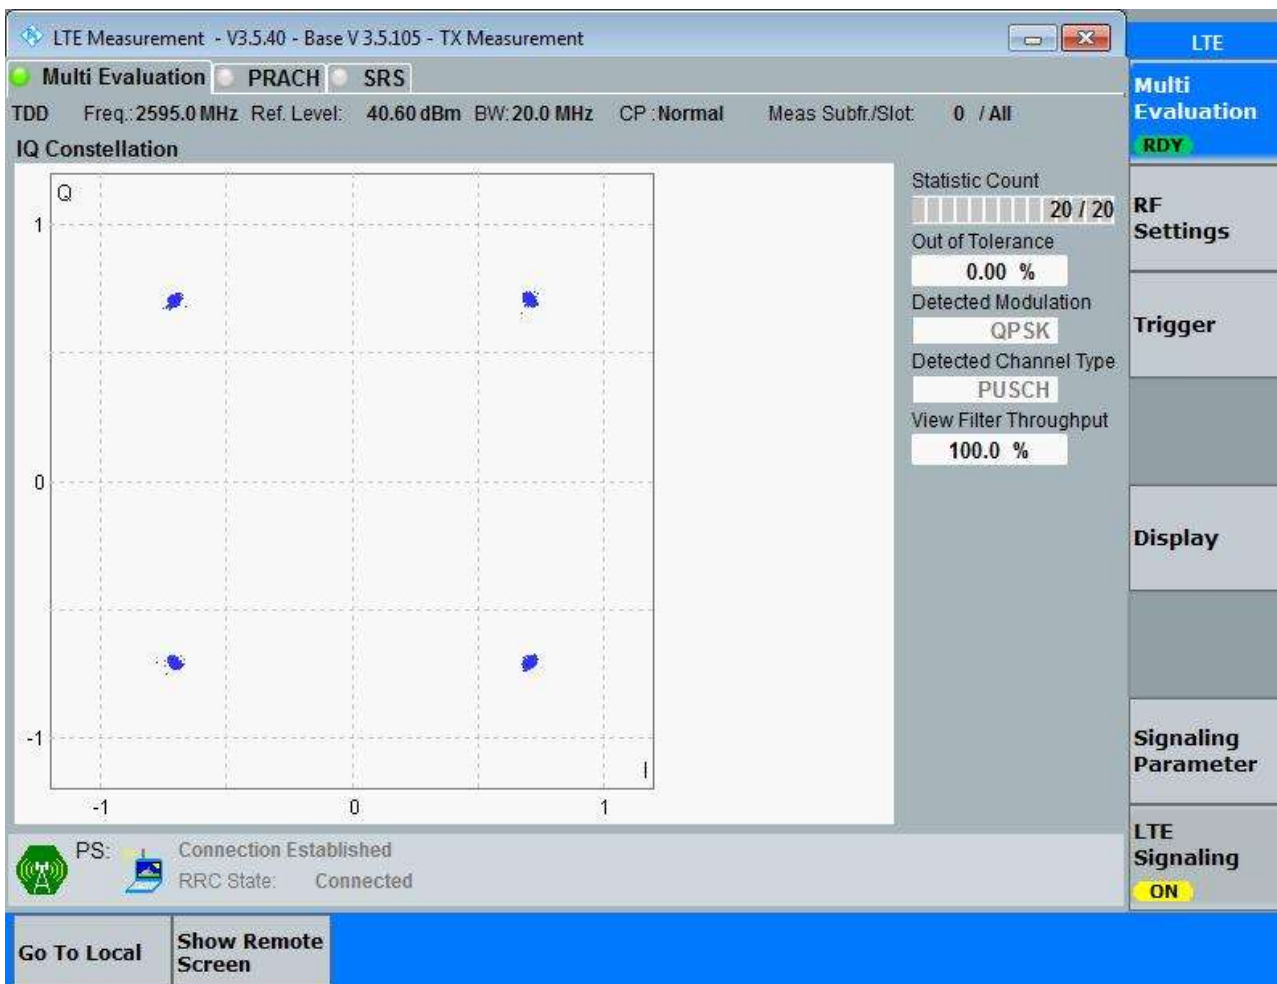 LTE Measurement - V3.5.40 - Base V 3.5.105 - TX Measurement
Multi Evaluation PRACH SRS
TDD Freq.: 2595.0 MHz Ref. Level: 40.60 dBm BW: 20.0 MHz CP : Normal Meas Subfr./Slot: 0 / All
IQ Constellation
Q
1
0
-1
I
-1 0 1
Statistic Count
20 / 20
Out of Tolerance
0.00 %
Detected Modulation
QPSK
Detected Channel Type
PUSCH
View Filter Throughput
100.0 %
PS: Connection Established
RRC State: Connected
LTE
Multi
Evaluation
RDY
RF
Settings
Trigger
Display
Signaling
Parameter
LTE
Signaling
ON
Go To Local
Show Remote
Screen